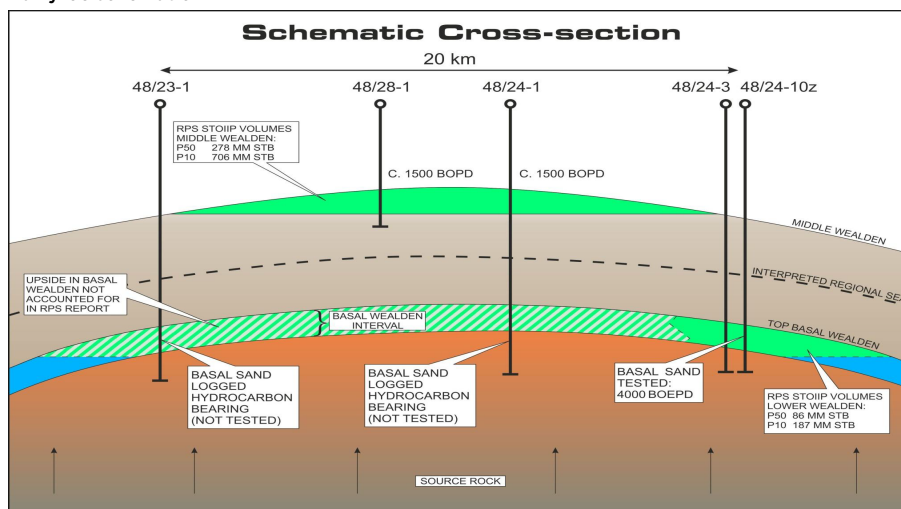 Schematic Cross-section
20 km
48/23-1
48/28-1
48/24-1
48/24-3
48/24-10z
RPS STOIIP VOLUMES
MIDDLE WEALDEN:
P50 278 MM STB
P10 706 MM STB
C. 1500 BOPD
C. 1500 BOPD
MIDDLE WEALDEN
INTERPRETED REGIONAL SEA
UPSIDE IN BASAL
WEALDEN NOT
ACCOUNTED FOR
IN RPS REPORT
BASAL WEALDEN
INTERVAL
TOP BASAL WEALDEN
BASAL SAND
LOGGED
HYDROCARBON
BEARING
(NOT TESTED)
BASAL SAND
LOGGED
HYDROCARBON
BEARING
(NOT TESTED)
BASAL SAND
TESTED:
4000 BOEPD
RPS STOIIP VOLUMES
LOWER WEALDEN:
P50 86 MM STB
P10 187 MM STB
SOURCE ROCK